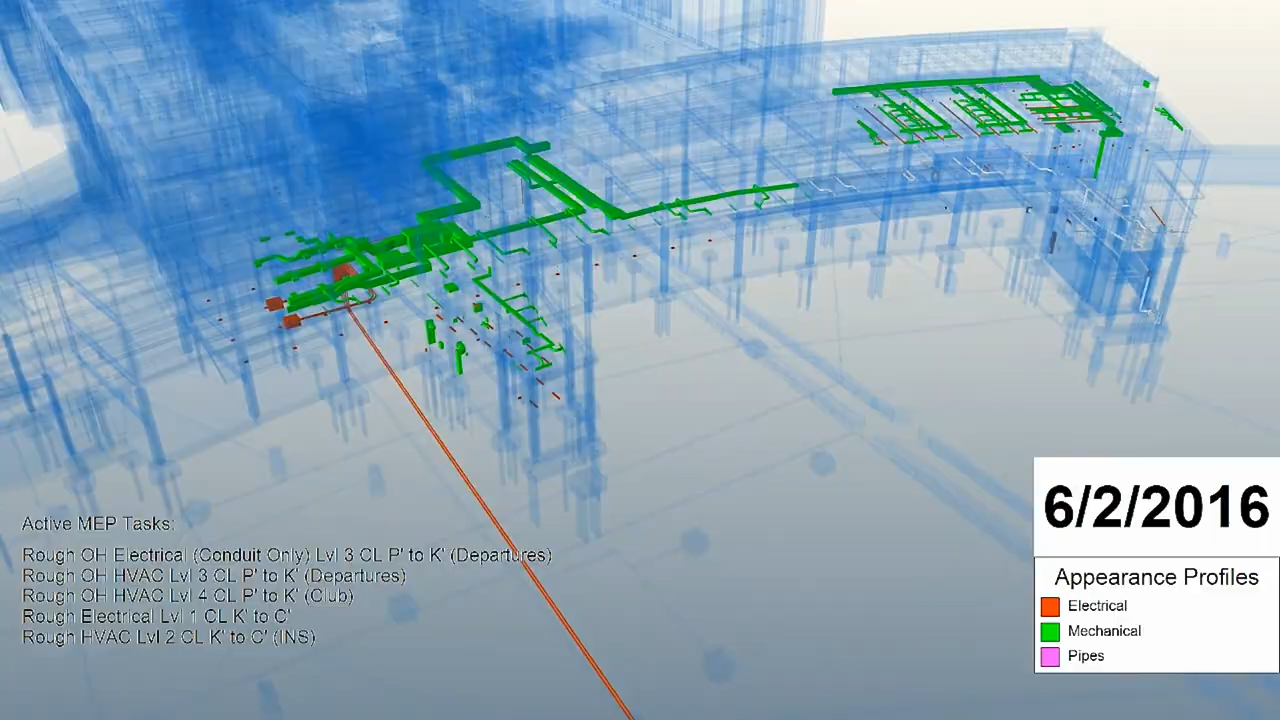 6/2/2016
Appearance Profiles
Electrical
Mechanical
Pipes
Active MEP Tasks:
Rough OH Electrical (Conduit Only) Lvl 3 CL P' to K' (Departures)
Rough OH HVAC Lvl 3 CL P' to K' (Departures)
Rough OH HVAC Lvl 4 CL P' to K' (Club)
Rough Electrical Lvl 1 CL K' to C'
Rough HVAC Lvl 2 CL K' to C' (INS)